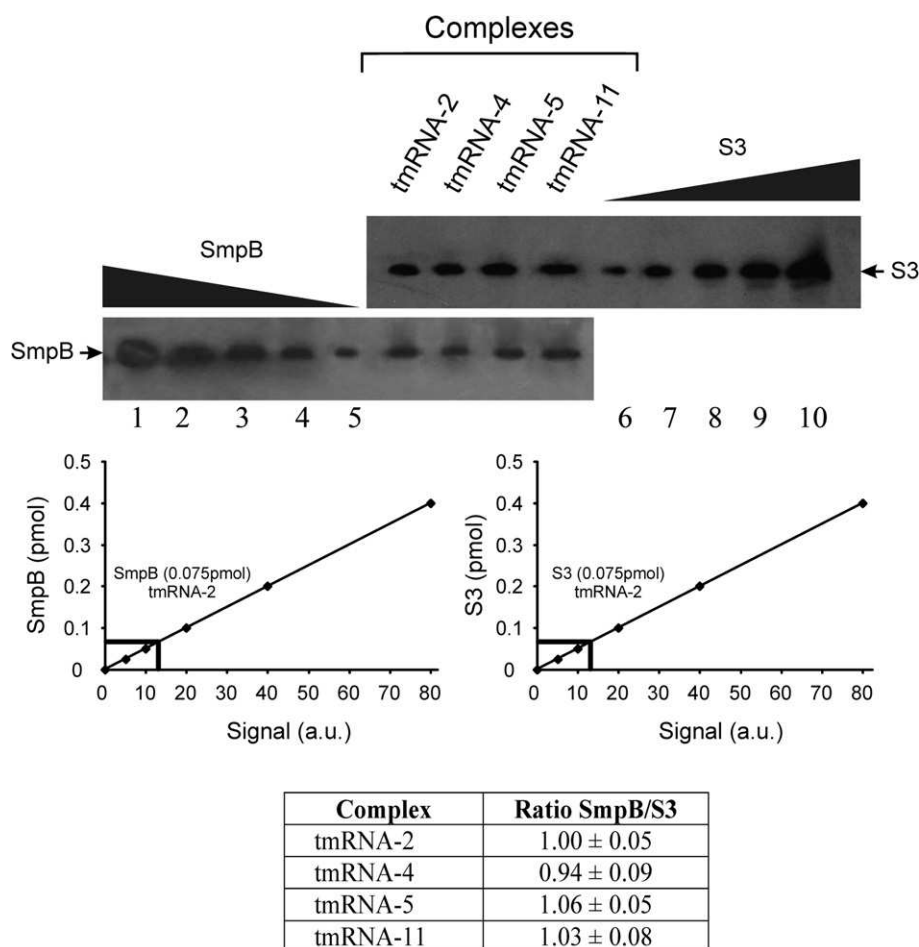 Complexes
tmRNA-2
tmRNA-4
tmRNA-5
tmRNA-11
S3
SmpB
S3
SmpB
1 2 3 4 5 6 7 8 9 10
0.5
0.4
0.3
0.2
0.1
0
SmpB (pmol)
SmpB (0.075pmol)
tmRNA-2
0 10 20 30 40 50 60 70 80
Signal (a.u.)
0.5
0.4
0.3
0.2
0.1
0
S3 (pmol)
S3 (0.075pmol)
tmRNA-2
0 10 20 30 40 50 60 70 80
Signal (a.u.)
Complex Ratio SmpB/S3
tmRNA-2 1.00 ± 0.05
tmRNA-4 0.94 ± 0.09
tmRNA-5 1.06 ± 0.05
tmRNA-11 1.03 ± 0.08